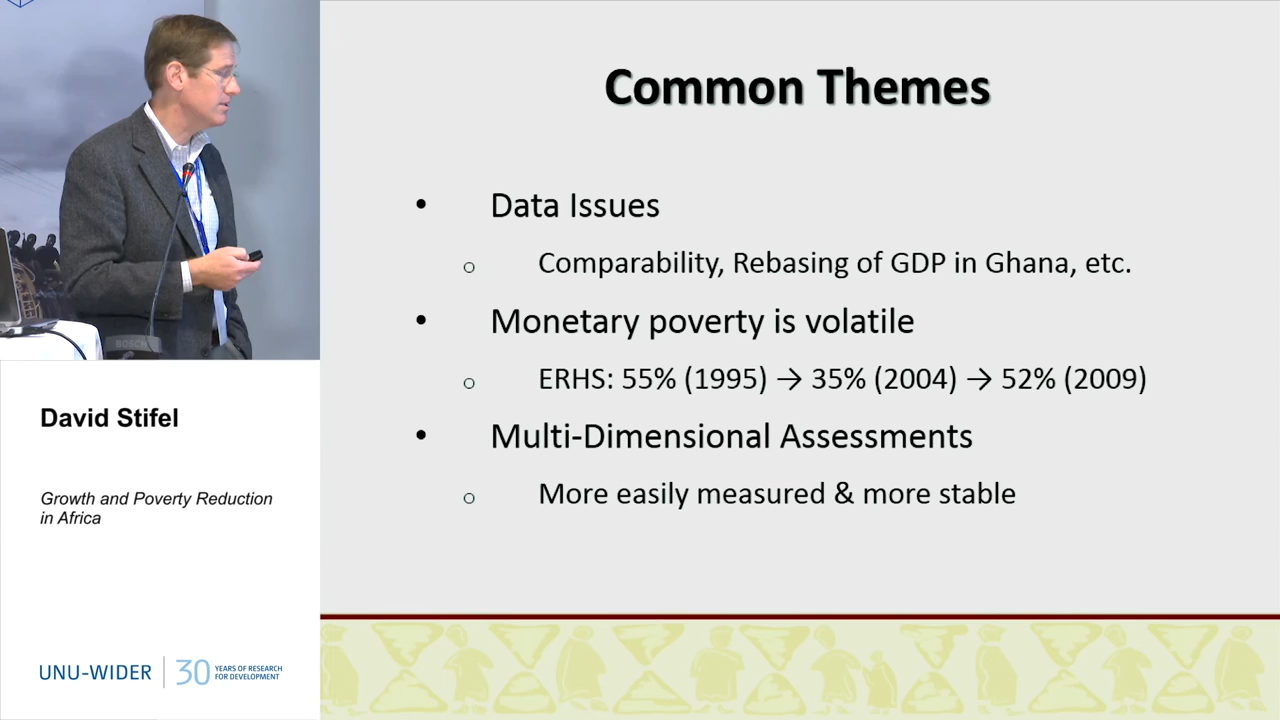 Common Themes
• Data Issues
o Comparability, Rebasing of GDP in Ghana, etc.
• Monetary poverty is volatile
o ERHS: 55% (1995) → 35% (2004) → 52% (2009)
• Multi-Dimensional Assessments
o More easily measured & more stable
BOSCH
David Stifel
Growth and Poverty Reduction
in Africa
UNU-WIDER
30 YEARS OF RESEARCH
FOR DEVELOPMENT